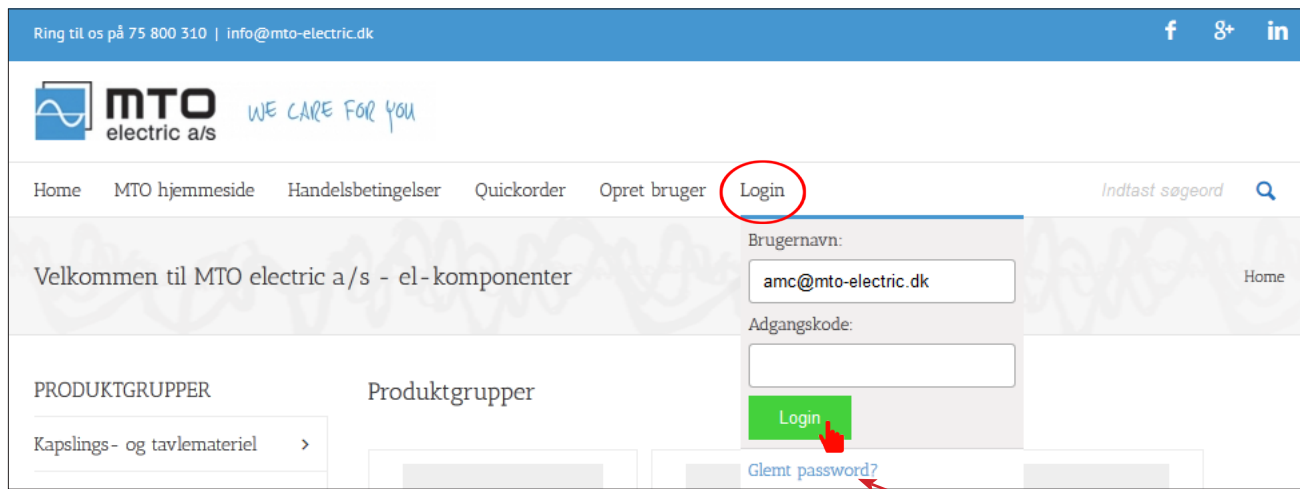 Ring til os på 75 800 310 | info@mto-electric.dk
f 8+ in
mTO
electric a/s
WE CARE FOR YOU
Home MTO hjemmeside Handelsbetingelser Quickorder Opret bruger Login Indtast søgeord
Velkommen til MTO electric a/s - el-komponenter
Home
Brugernavn:
amc@mto-electric.dk
Adgangskode:
Login
Glemt password?
PRODUKTGRUPPER
Kapslings- og tavlemateriel >
Produktgrupper